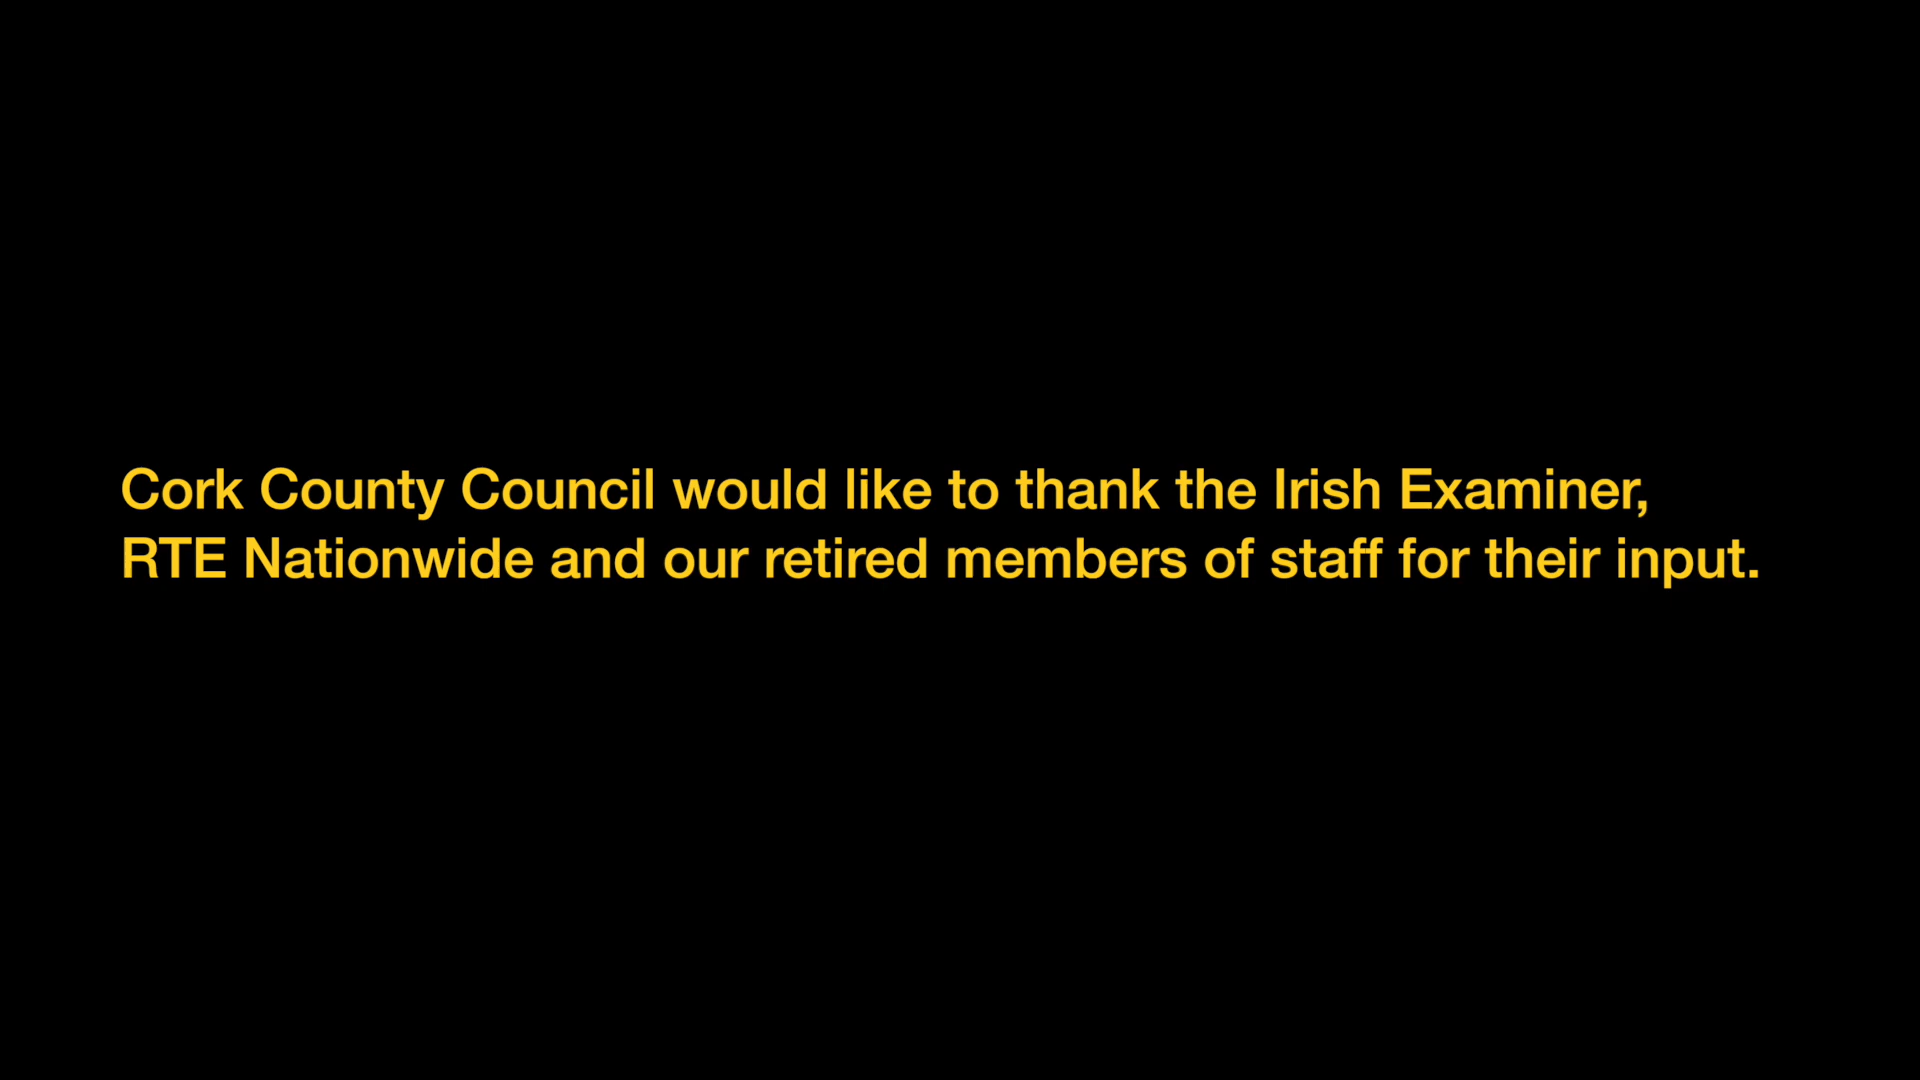 Cork County Council would like to thank the Irish Examiner,
RTE Nationwide and our retired members of staff for their input.